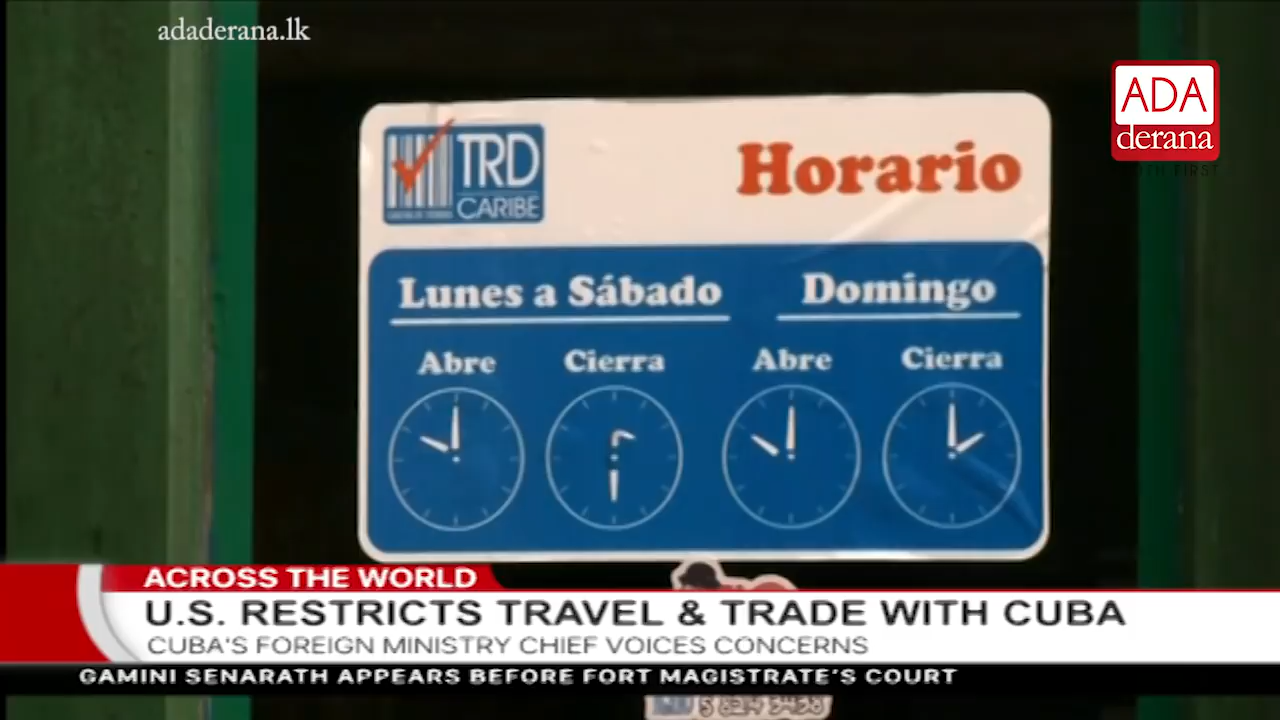 adaderana.lk
ADA
derana
TRD
CARIBE
Horario
Lunes a Sábado
Domingo
Abre
Cierra
Abre
Cierra
ACROSS THE WORLD
U.S. RESTRICTS TRAVEL & TRADE WITH CUBA
CUBA'S FOREIGN MINISTRY CHIEF VOICES CONCERNS
GAMINI SENARATH APPEARS BEFORE FORT MAGISTRATE'S COURT